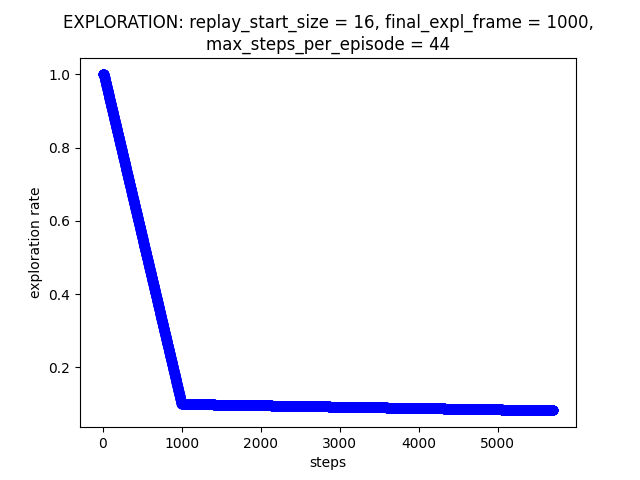 EXPLORATION: replay_start_size = 16, final_expl_frame = 1000,
max_steps_per_episode = 44
1.0
0.8
0.6
0.4
0.2
exploration rate
0 1000 2000 3000 4000 5000
steps